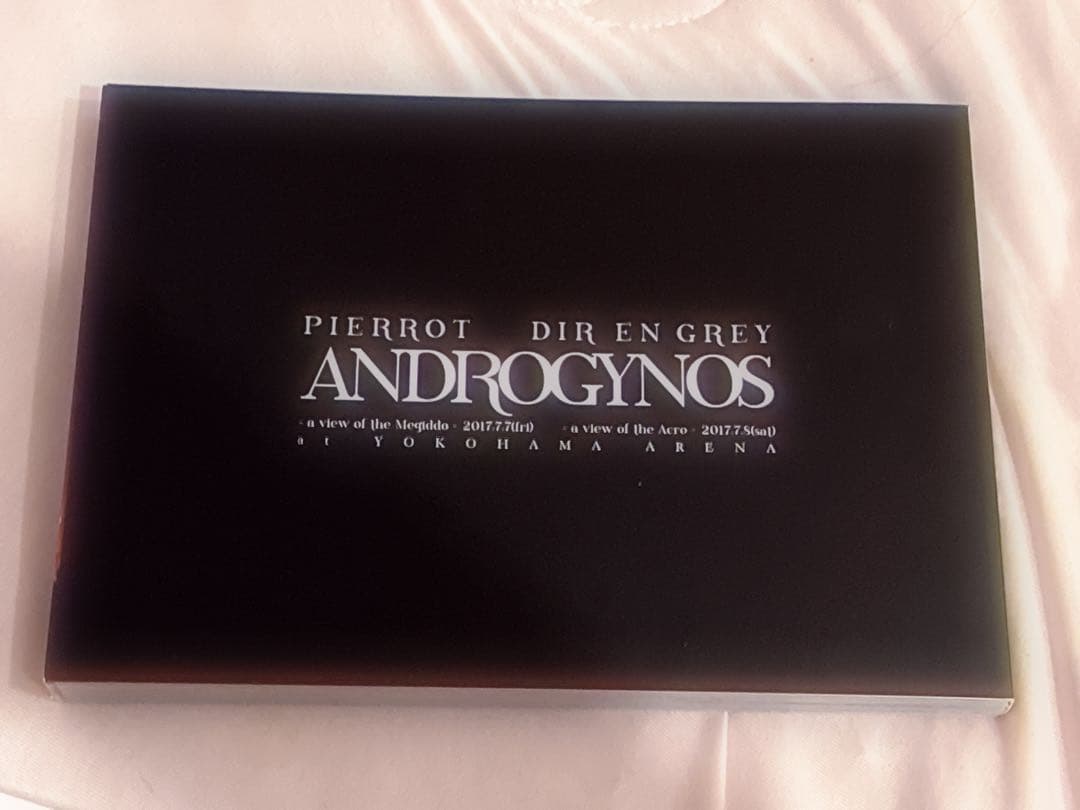 PIERROT DIR EN GREY
ANDROGYNOS
- a view of the Megiddo - 2017.7.7(fri) - a view of the Acro - 2017.7.8(sat)
at YOKOHAMA ARENA